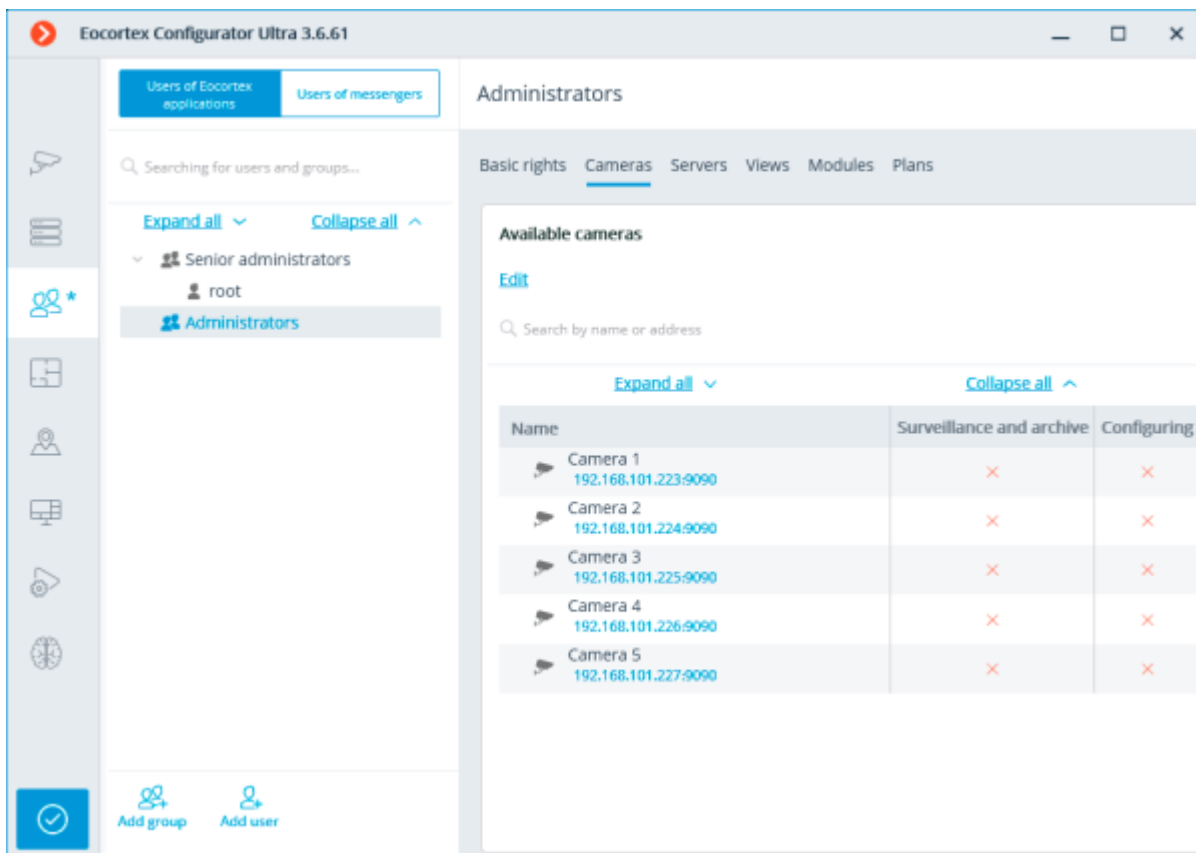 Eocortex Configurator Ultra 3.6.61
Users of Eocortex
applications
Users of messengers
Searching for users and groups...
Expand all
Collapse all
Senior administrators
root
Administrators
Add group
Add user
Administrators
Basic rights Cameras Servers Views Modules Plans
Available cameras
Edit
Search by name or address
Expand all
Collapse all
Name Surveillance and archive Configuring
Camera 1
192.168.101.223:9090
Camera 2
192.168.101.224:9090
Camera 3
192.168.101.225:9090
Camera 4
192.168.101.226:9090
Camera 5
192.168.101.227:9090